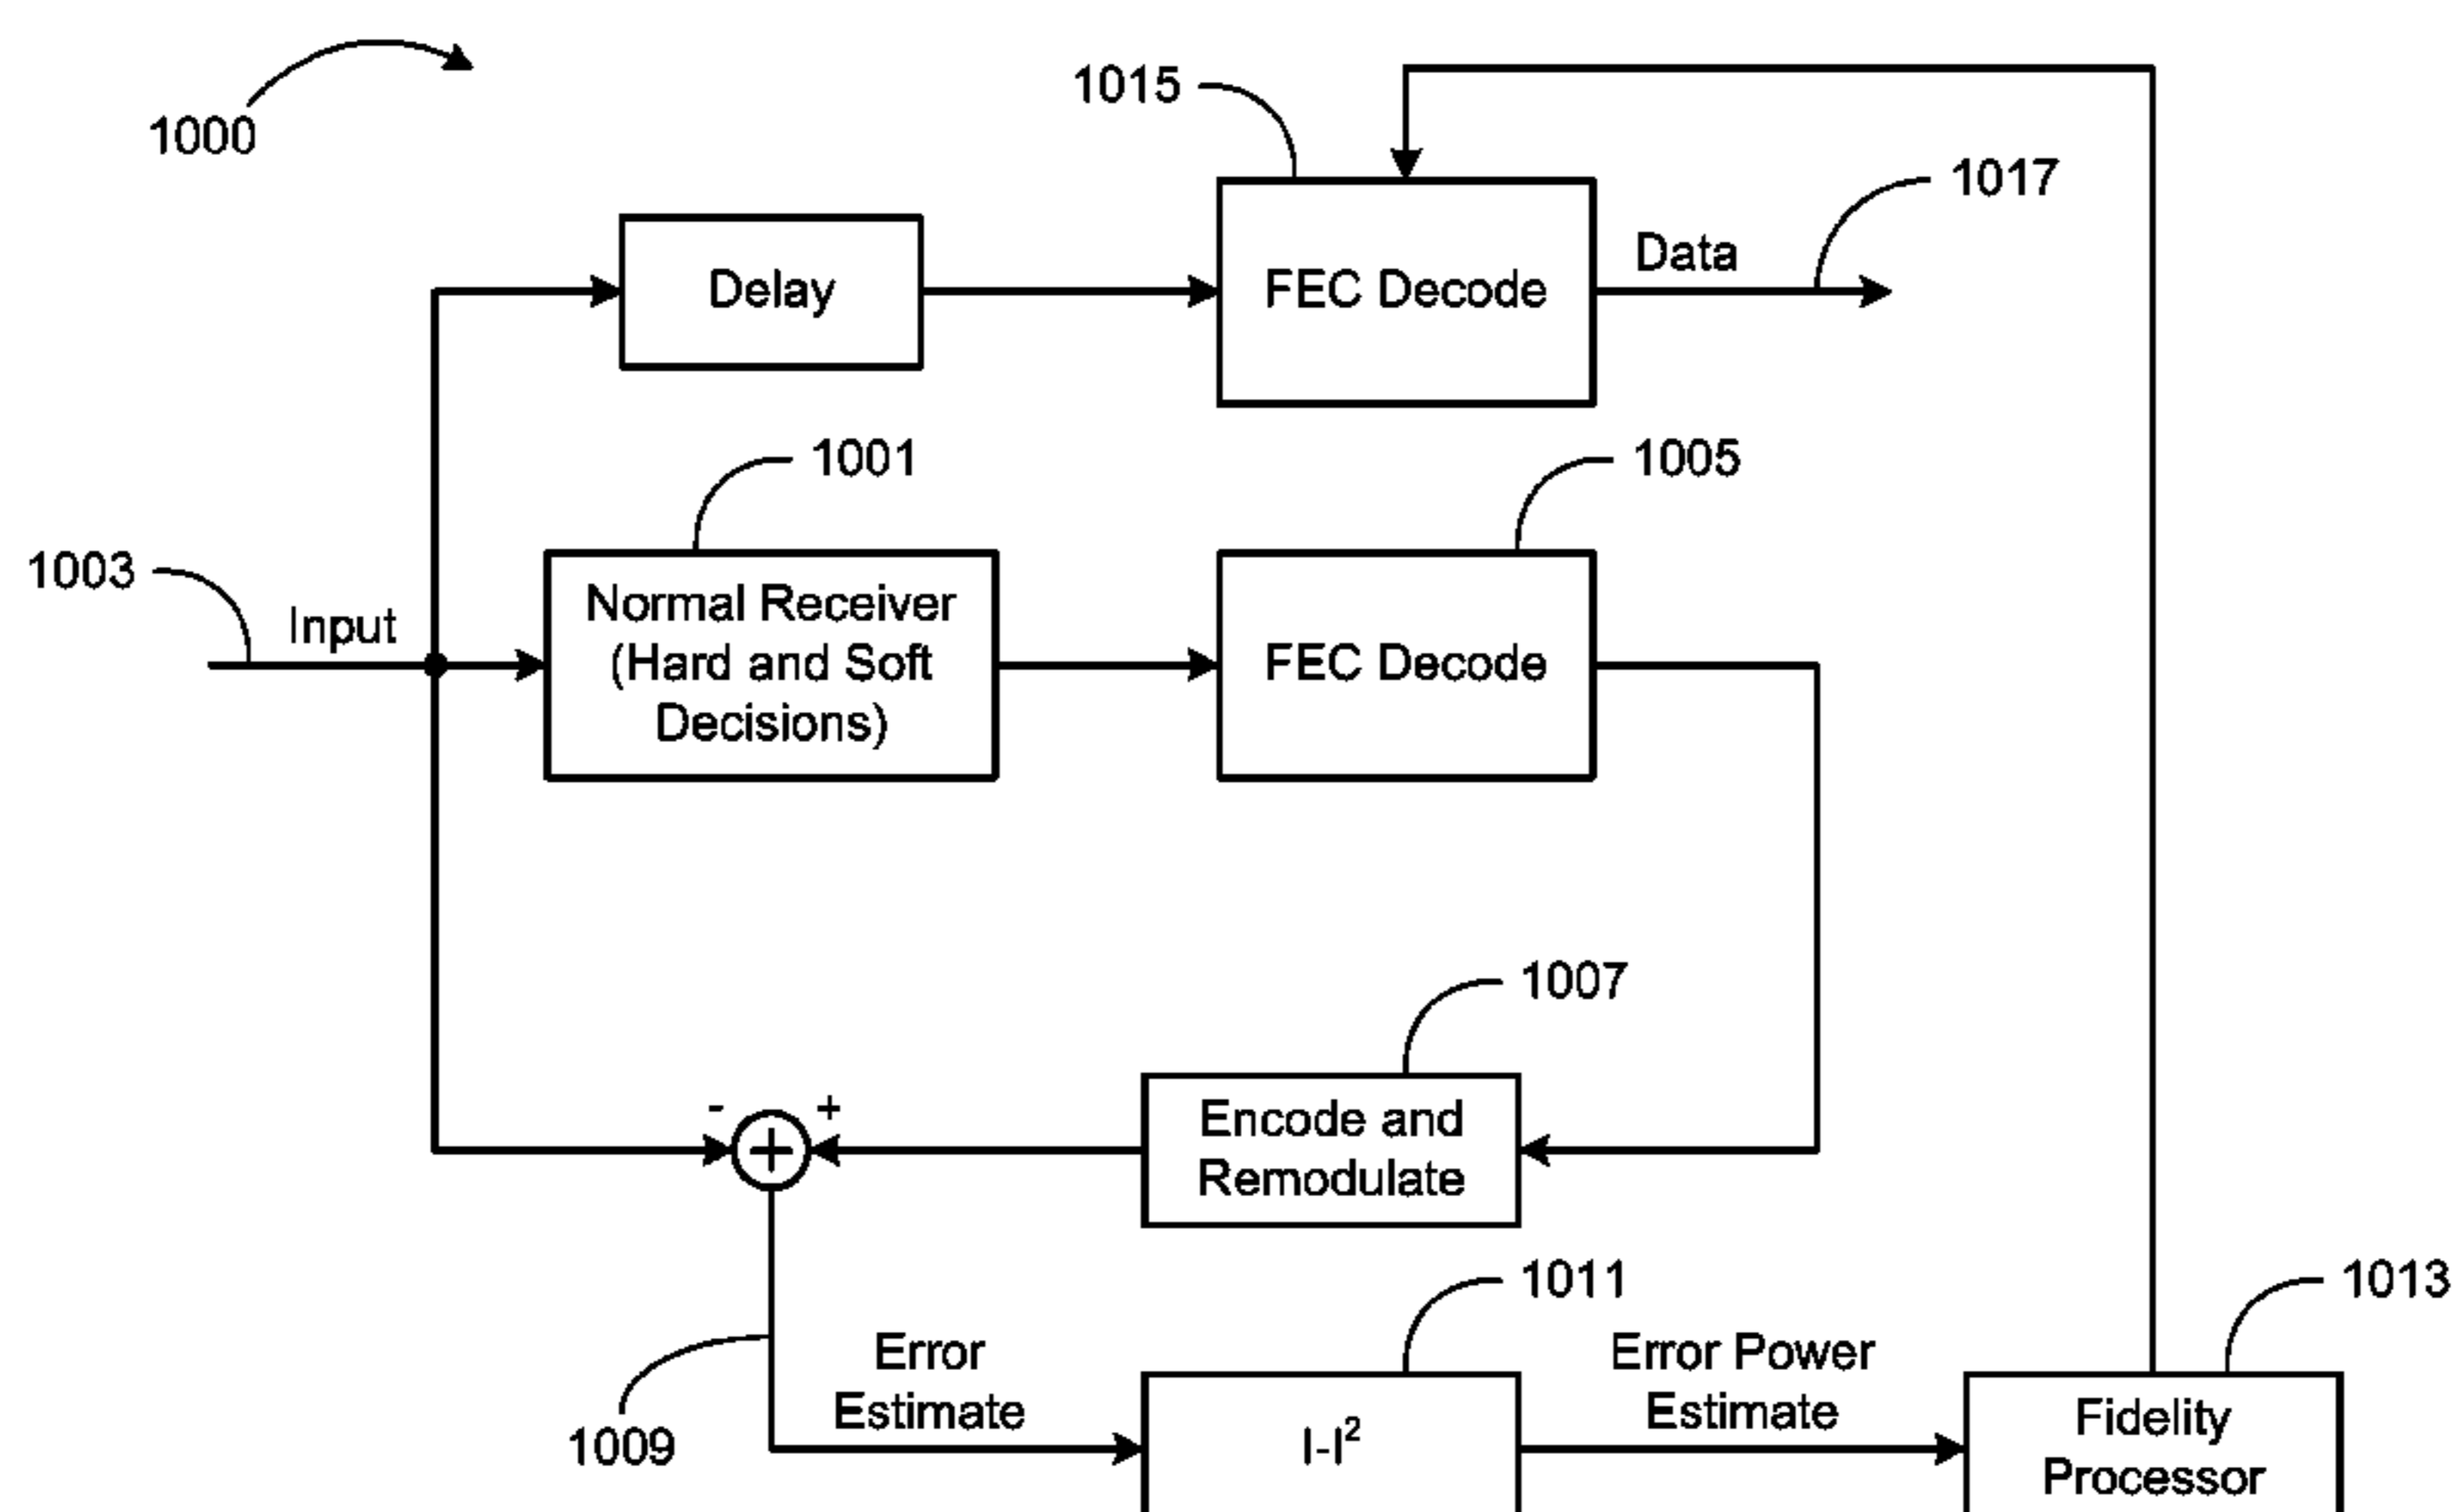 1000
1015
1017
Delay
FEC Decode
Data
1001
1005
1003
Input
Normal Receiver
(Hard and Soft
Decisions)
FEC Decode
1007
- +
+
Encode and
Remodulate
1011
1013
1009
Error
Estimate
I-I²
Error Power
Estimate
Fidelity
Processor